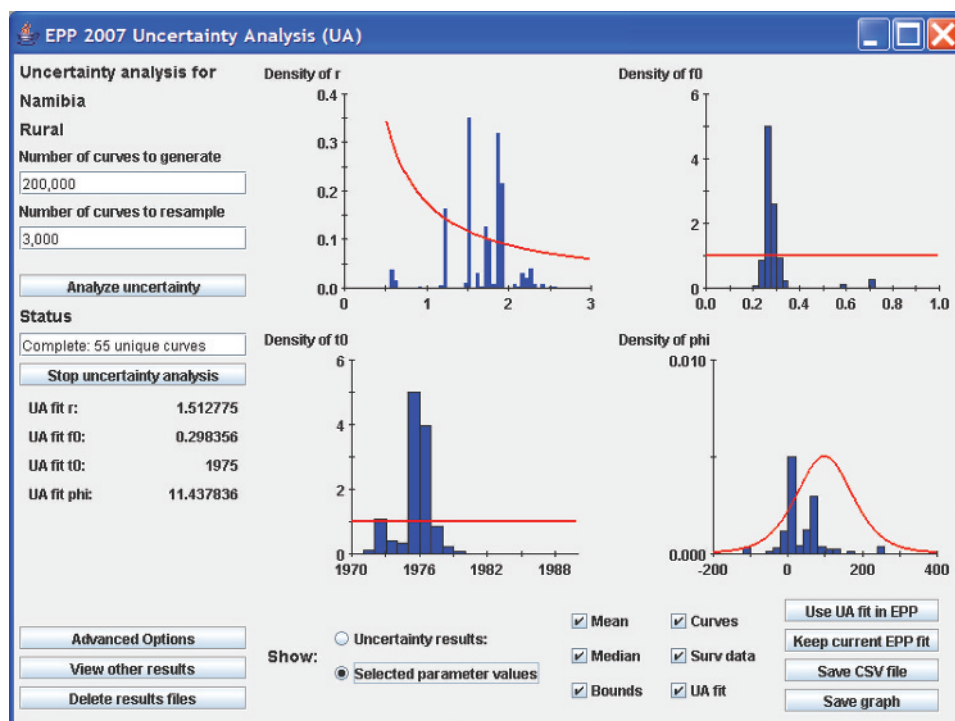 EPP 2007 Uncertainty Analysis (UA)
Uncertainty analysis for
Namibia
Rural
Number of curves to generate
200,000
Number of curves to resample
3,000
Analyze uncertainty
Status
Complete: 55 unique curves
Stop uncertainty analysis
UA fit r: 1.512775
UA fit f0: 0.298356
UA fit t0: 1975
UA fit phi: 11.437836
Advanced Options
View other results
Delete results files
Density of r
0.4
0.3
0.2
0.1
0.0
0 1 2 3
Density of f0
6
4
2
0
0.0 0.2 0.4 0.6 0.8 1.0
Density of t0
6
4
2
0
1970 1976 1982 1988
Density of phi
0.010
0.000
-200 0 200 400
Show:
Uncertainty results:
Selected parameter values
Mean
Median
Bounds
Curves
Surv data
UA fit
Use UA fit in EPP
Keep current EPP fit
Save CSV file
Save graph